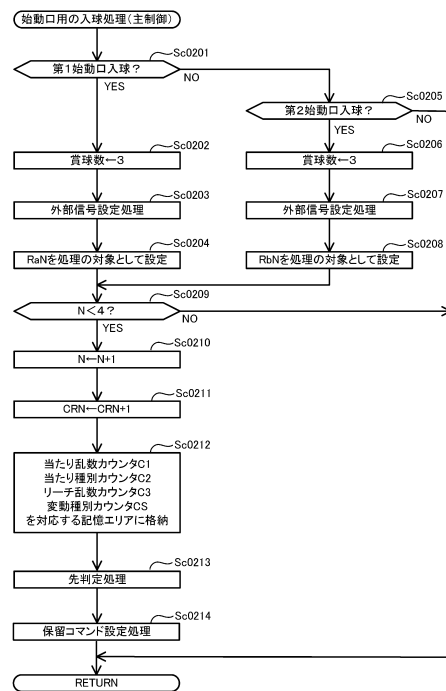 始動口用の入球処理(主制御)
Sc0201
第1始動口入球？
NO
YES
Sc0205
第2始動口入球？
NO
YES
Sc0202
賞球数←3
Sc0206
賞球数←3
Sc0203
外部信号設定処理
Sc0207
外部信号設定処理
Sc0204
RaNを処理の対象として設定
Sc0208
RbNを処理の対象として設定
Sc0209
N＜4？
NO
YES
Sc0210
N←N+1
Sc0211
CRN←CRN+1
Sc0212
当たり乱数カウンタC1
当たり種別カウンタC2
リーチ乱数カウンタC3
変動種別カウンタCS
を対応する記憶エリアに格納
Sc0213
先判定処理
Sc0214
保留コマンド設定処理
RETURN